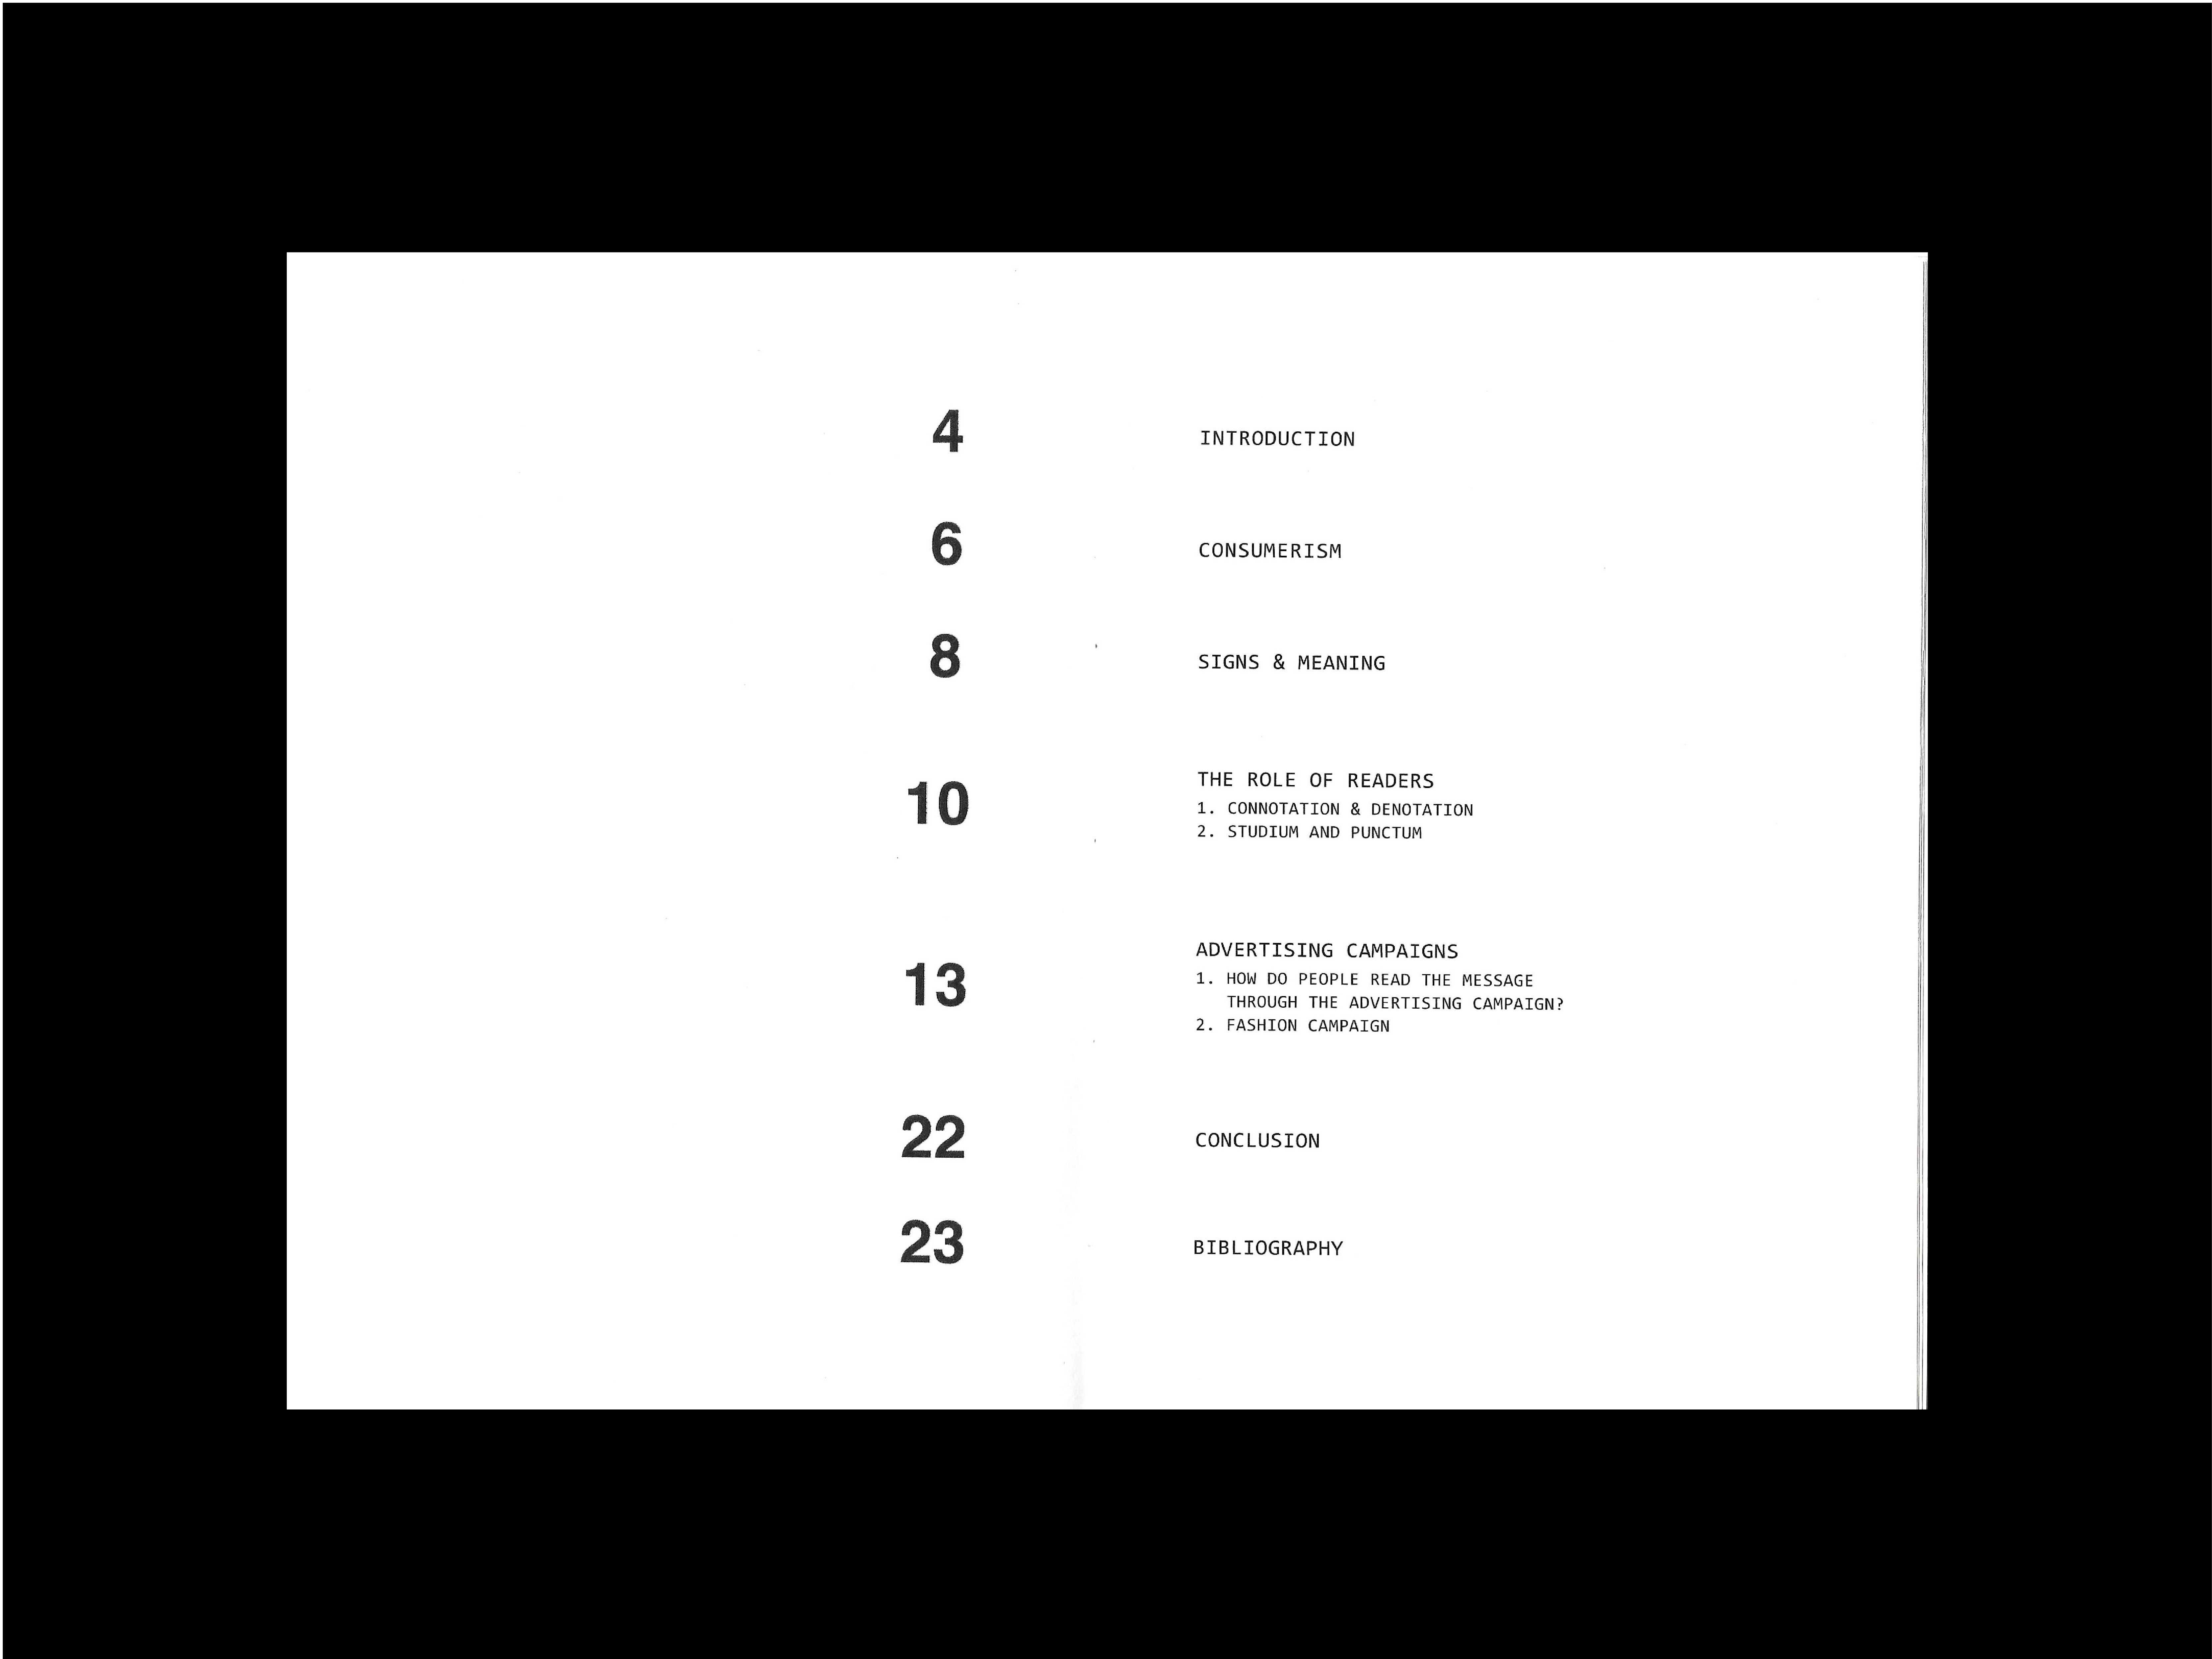 4 INTRODUCTION
6 CONSUMERISM
8 SIGNS & MEANING
10 THE ROLE OF READERS
1. CONNOTATION & DENOTATION
2. STUDIUM AND PUNCTUM
13 ADVERTISING CAMPAIGNS
1. HOW DO PEOPLE READ THE MESSAGE
THROUGH THE ADVERTISING CAMPAIGN?
2. FASHION CAMPAIGN
22 CONCLUSION
23 BIBLIOGRAPHY